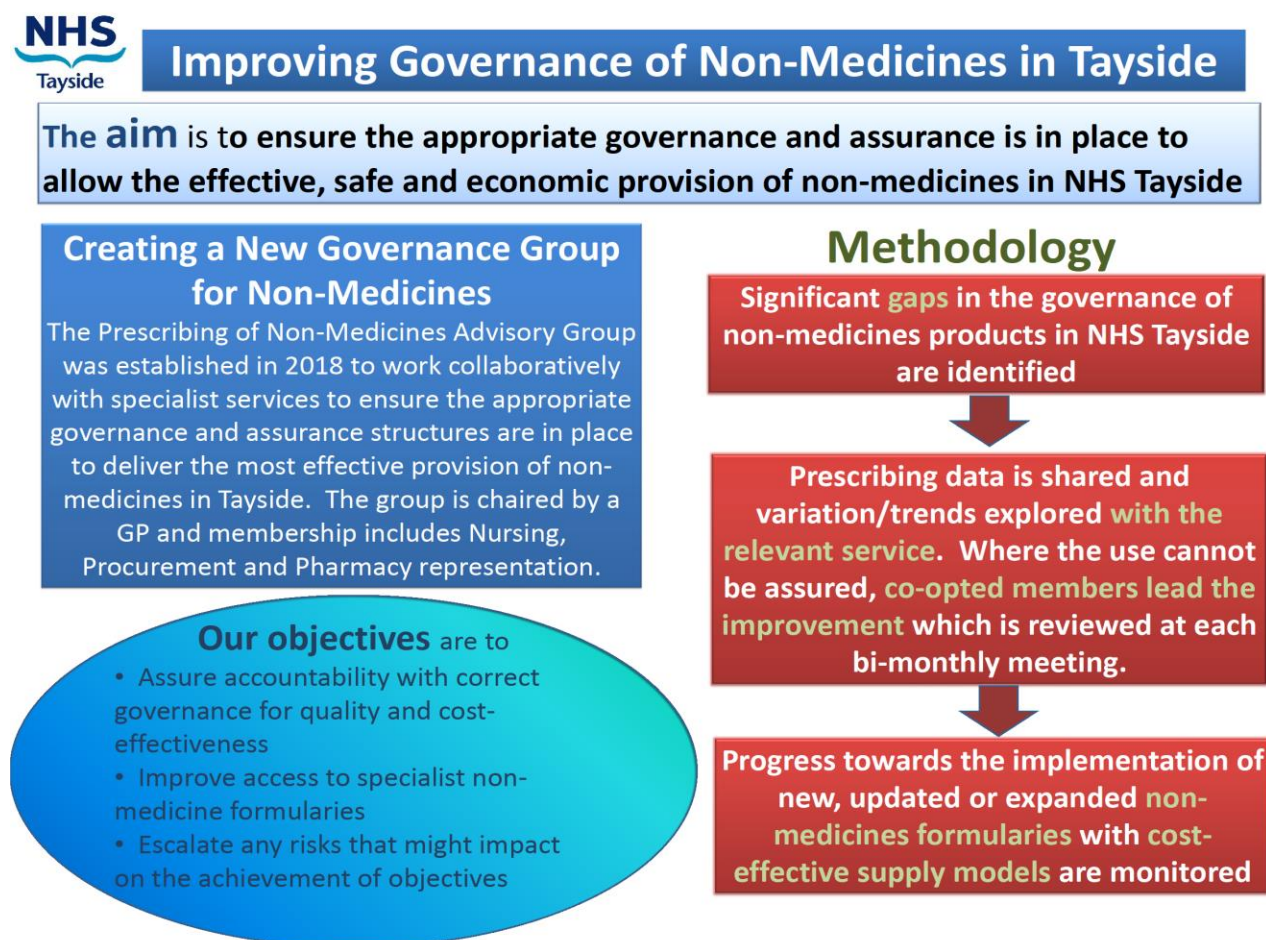 NHS
Tayside
Improving Governance of Non-Medicines in Tayside
The aim is to ensure the appropriate governance and assurance is in place to
allow the effective, safe and economic provision of non-medicines in NHS Tayside
Creating a New Governance Group
for Non-Medicines
The Prescribing of Non-Medicines Advisory Group
was established in 2018 to work collaboratively
with specialist services to ensure the appropriate
governance and assurance structures are in place
to deliver the most effective provision of non-
medicines in Tayside. The group is chaired by a
GP and membership includes Nursing,
Procurement and Pharmacy representation.
Our objectives are to
• Assure accountability with correct
governance for quality and cost-
effectiveness
• Improve access to specialist non-
medicine formularies
• Escalate any risks that might impact
on the achievement of objectives
Methodology
Significant gaps in the governance of
non-medicines products in NHS Tayside
are identified
Prescribing data is shared and
variation/trends explored with the
relevant service. Where the use cannot
be assured, co-opted members lead the
improvement which is reviewed at each
bi-monthly meeting.
Progress towards the implementation of
new, updated or expanded non-
medicines formularies with cost-
effective supply models are monitored